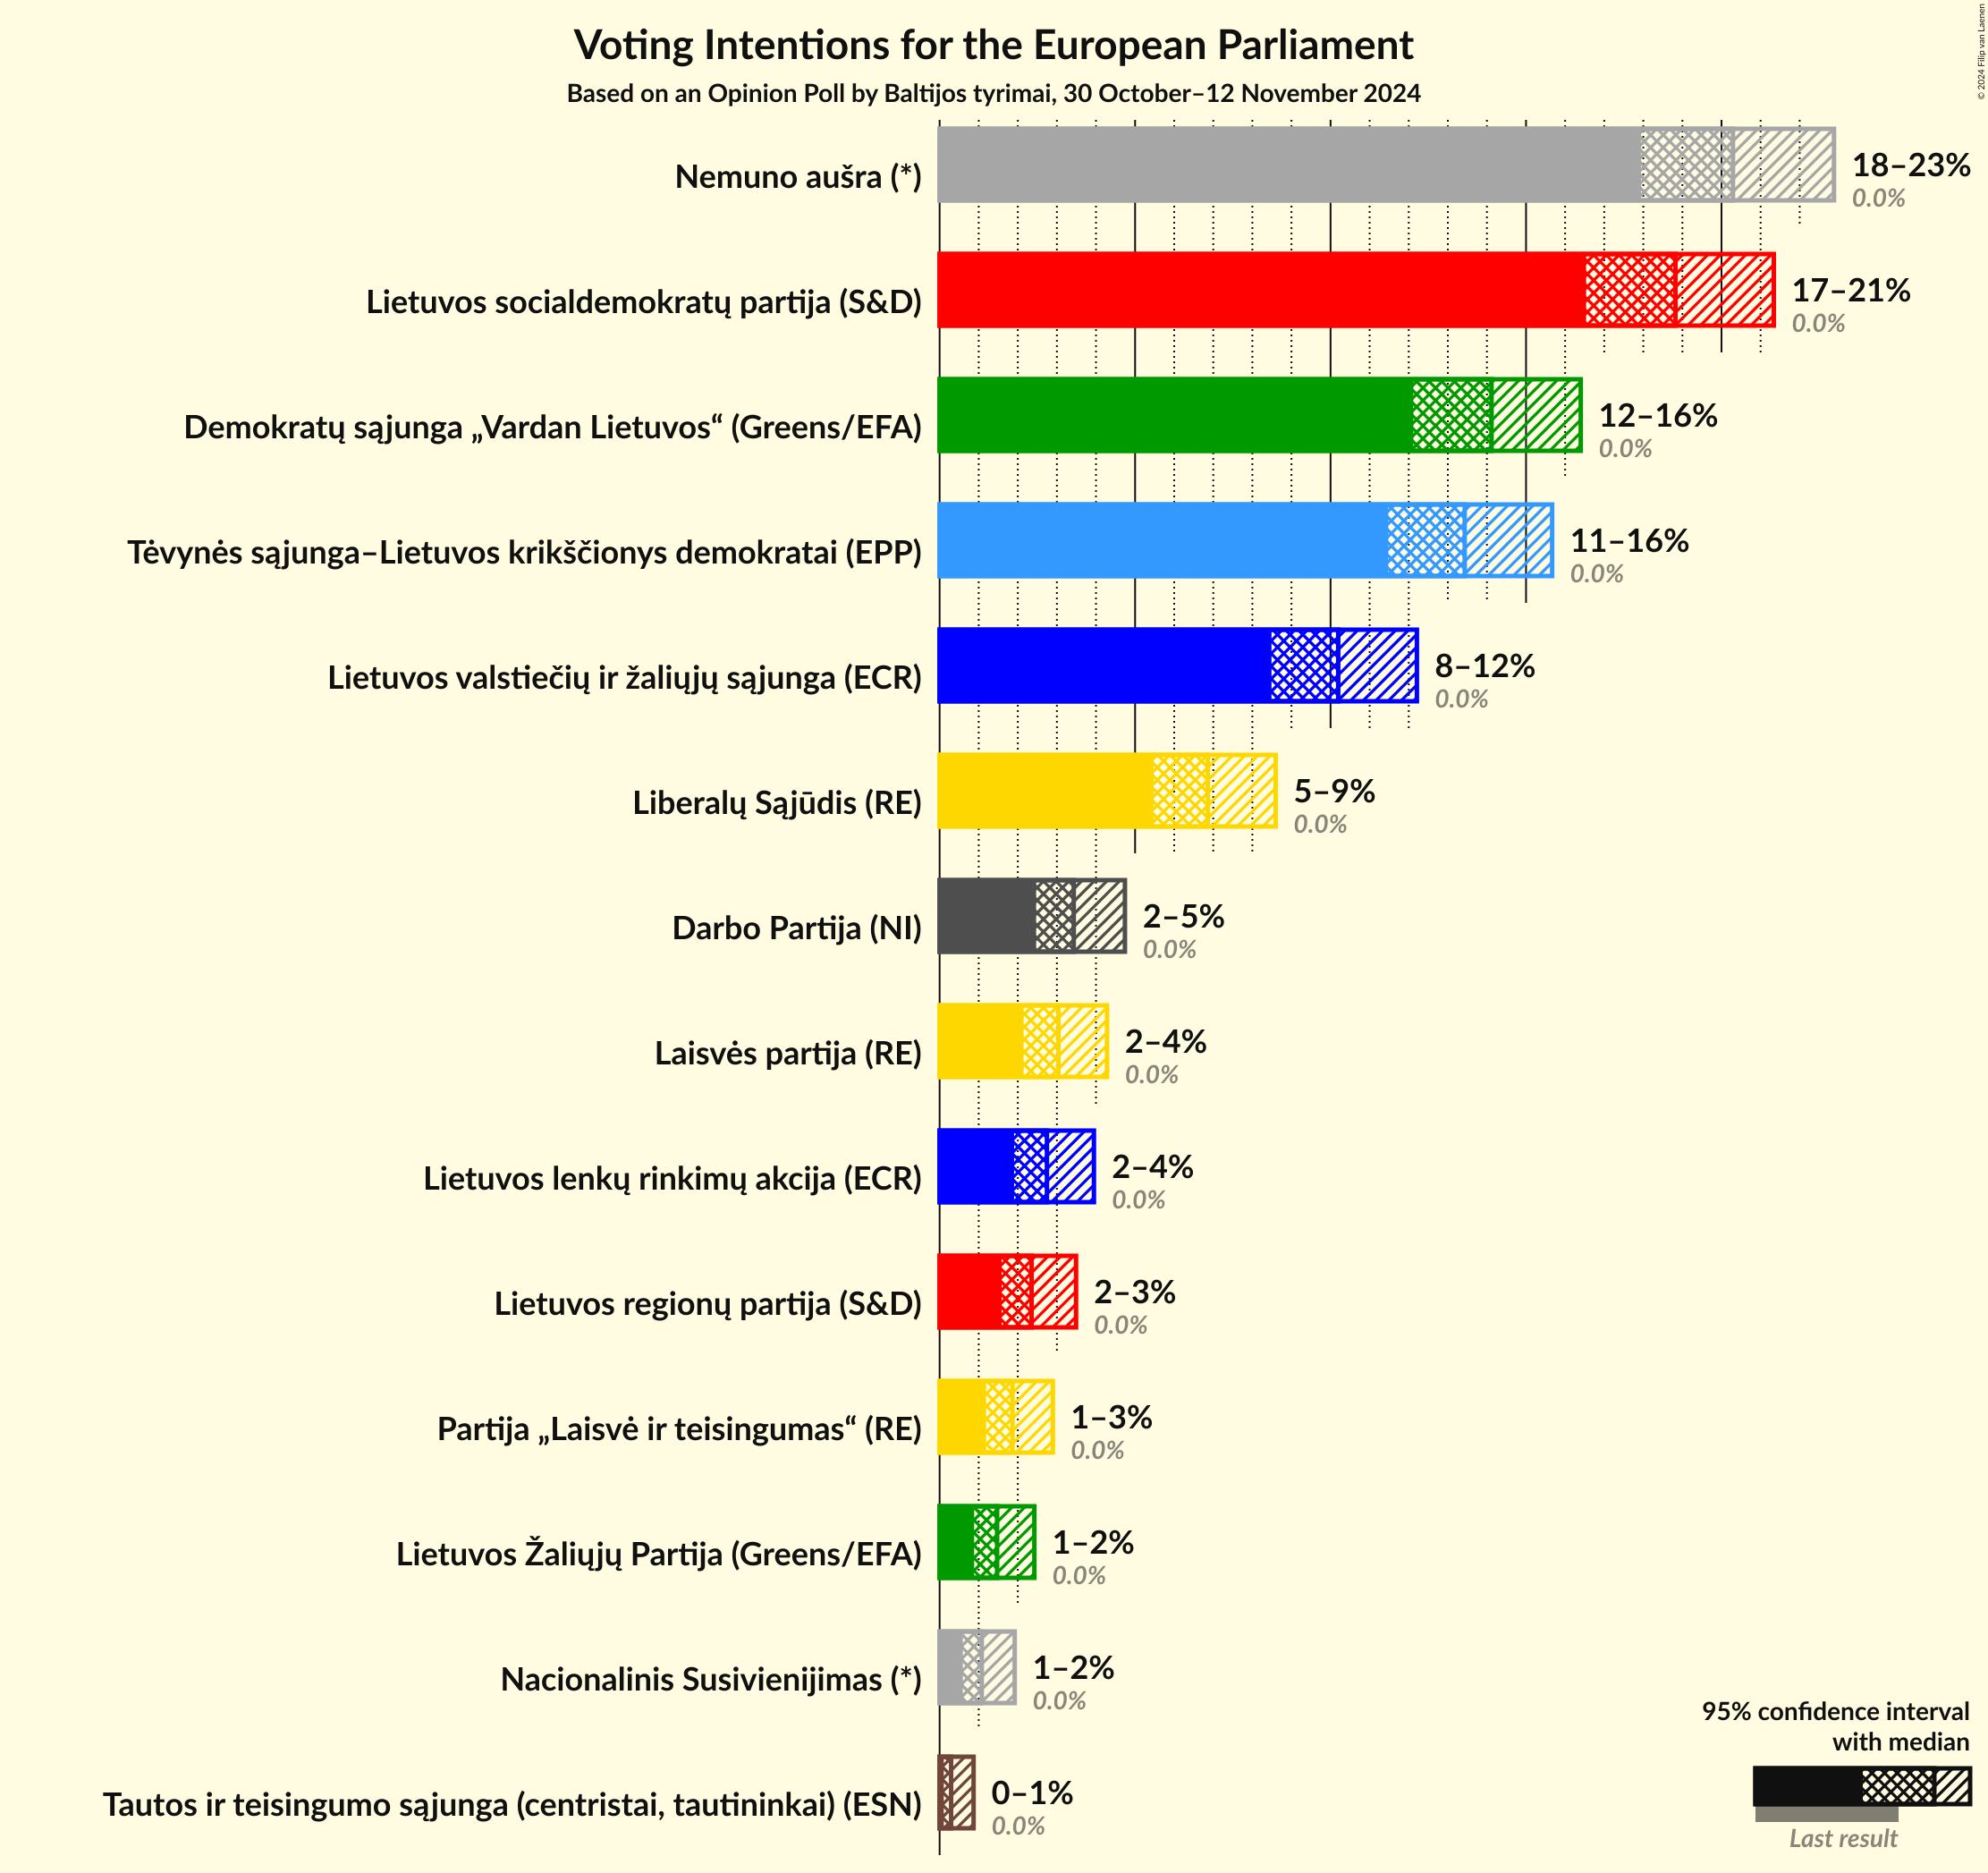 Voting Intentions for the European Parliament
Based on an Opinion Poll by Baltijos tyrimai, 30 October–12 November 2024
© 2024 Filip van Laenen
Nemuno aušra (*)
18–23%
0.0%
Lietuvos socialdemokratų partija (S&D)
17–21%
0.0%
Demokratų sąjunga „Vardan Lietuvos“ (Greens/EFA)
12–16%
0.0%
Tėvynės sąjunga–Lietuvos krikščionys demokratai (EPP)
11–16%
0.0%
Lietuvos valstiečių ir žaliųjų sąjunga (ECR)
8–12%
0.0%
Liberalų Sąjūdis (RE)
5–9%
0.0%
Darbo Partija (NI)
2–5%
0.0%
Laisvės partija (RE)
2–4%
0.0%
Lietuvos lenkų rinkimų akcija (ECR)
2–4%
0.0%
Lietuvos regionų partija (S&D)
2–3%
0.0%
Partija „Laisvė ir teisingumas“ (RE)
1–3%
0.0%
Lietuvos Žaliųjų Partija (Greens/EFA)
1–2%
0.0%
Nacionalinis Susivienijimas (*)
1–2%
0.0%
Tautos ir teisingumo sąjunga (centristai, tautininkai) (ESN)
0–1%
0.0%
95% confidence interval
with median
Last result